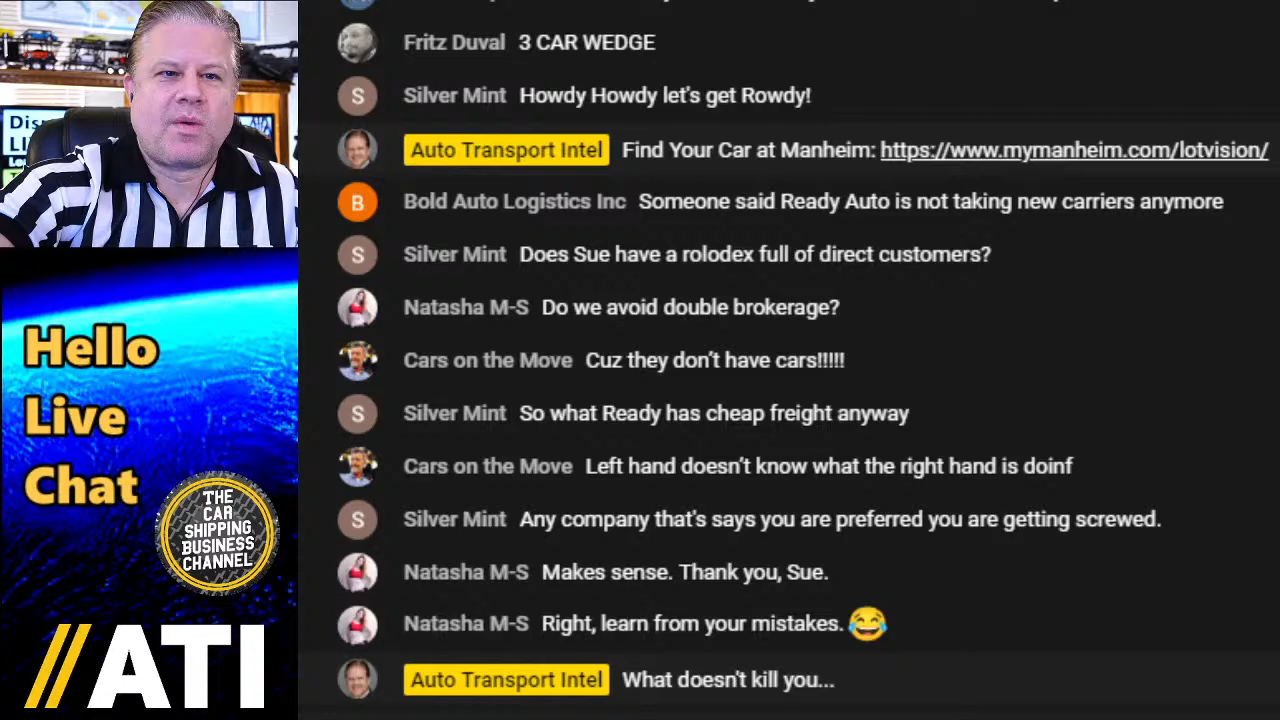 Fritz Duval 3 CAR WEDGE
S Silver Mint Howdy Howdy let's get Rowdy!
Auto Transport Intel Find Your Car at Manheim: https://www.mymanheim.com/lotvision/
B Bold Auto Logistics Inc Someone said Ready Auto is not taking new carriers anymore
S Silver Mint Does Sue have a rolodex full of direct customers?
Natasha M-S Do we avoid double brokerage?
Cars on the Move Cuz they don't have cars!!!!!
S Silver Mint So what Ready has cheap freight anyway
Cars on the Move Left hand doesn't know what the right hand is doinf
S Silver Mint Any company that's says you are preferred you are getting screwed.
Natasha M-S Makes sense. Thank you, Sue.
Natasha M-S Right, learn from your mistakes. 😂
Auto Transport Intel What doesn't kill you...
Hello
Live
Chat
THE
CAR
SHIPPING
BUSINESS
CHANNEL
//ATI